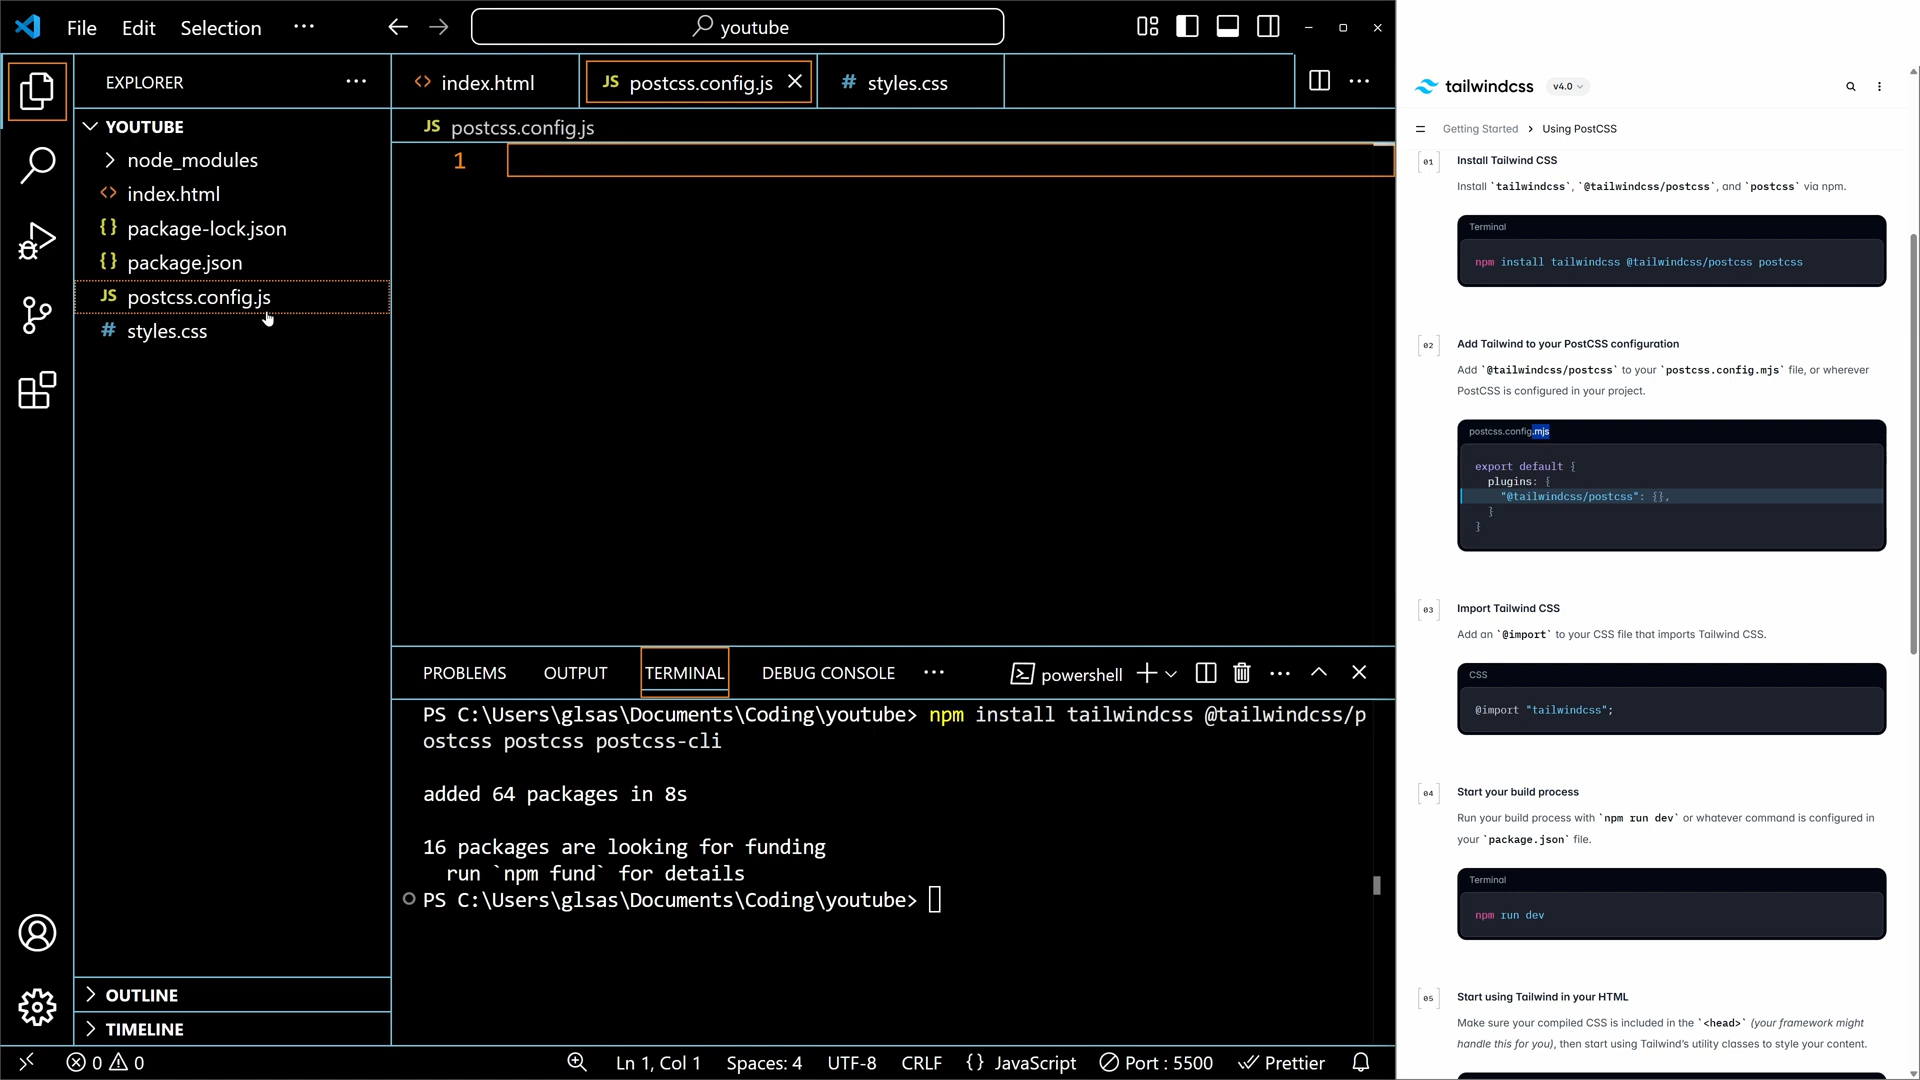 File Edit Selection ···
youtube
EXPLORER ···
YOUTUBE
node_modules
index.html
package-lock.json
package.json
JS postcss.config.js
# styles.css
OUTLINE
TIMELINE
index.html
JS postcss.config.js
# styles.css
JS postcss.config.js
1
PROBLEMS OUTPUT TERMINAL DEBUG CONSOLE ··· powershell
PS C:\Users\glsas\Documents\Coding\youtube> npm install tailwindcss @tailwindcss/p
ostcss postcss postcss-cli
added 64 packages in 8s
16 packages are looking for funding
run `npm fund` for details
PS C:\Users\glsas\Documents\Coding\youtube>
0 0 Ln 1, Col 1 Spaces: 4 UTF-8 CRLF {} JavaScript Port : 5500 Prettier
tailwindcss v4.0
Getting Started > Using PostCSS
01 Install Tailwind CSS
Install `tailwindcss`, `@tailwindcss/postcss`, and `postcss` via npm.
Terminal
npm install tailwindcss @tailwindcss/postcss postcss
02 Add Tailwind to your PostCSS configuration
Add `@tailwindcss/postcss` to your `postcss.config.mjs` file, or wherever
PostCSS is configured in your project.
postcss.config.mjs
export default {
plugins: {
"@tailwindcss/postcss": {},
}
}
03 Import Tailwind CSS
Add an `@import` to your CSS file that imports Tailwind CSS.
CSS
@import "tailwindcss";
04 Start your build process
Run your build process with `npm run dev` or whatever command is configured in
your `package.json` file.
Terminal
npm run dev
05 Start using Tailwind in your HTML
Make sure your compiled CSS is included in the `<head>` (your framework might
handle this for you), then start using Tailwind's utility classes to style your content.